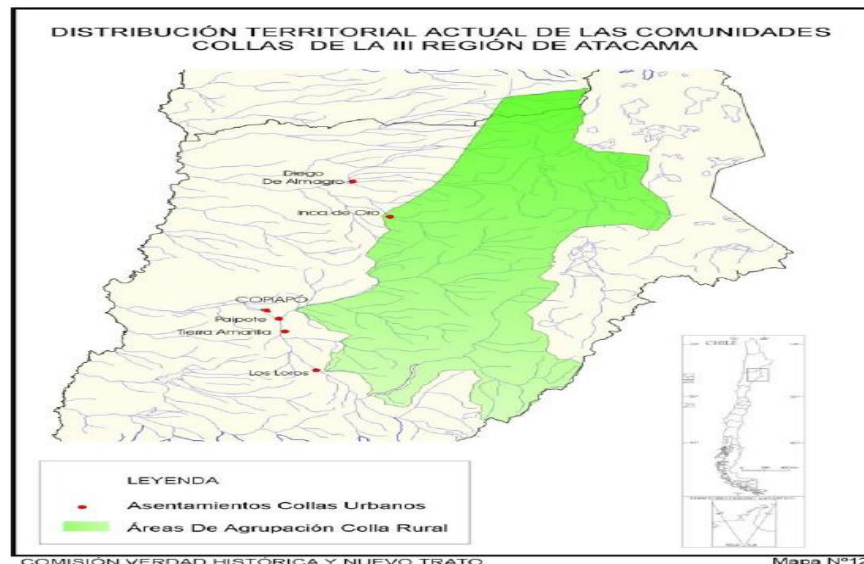 DISTRIBUCIÓN TERRITORIAL ACTUAL DE LAS COMUNIDADES
COLLAS DE LA III REGIÓN DE ATACAMA
Diego
De Almagro
Inca de Oro
COPIAPÓ
Paipote
Tierra Amarilla
Los Loros
CHILE
LEYENDA
Asentamientos Collas Urbanos
Áreas De Agrupación Colla Rural
COMISIÓN VERDAD HISTÓRICA Y NUEVO TRATO